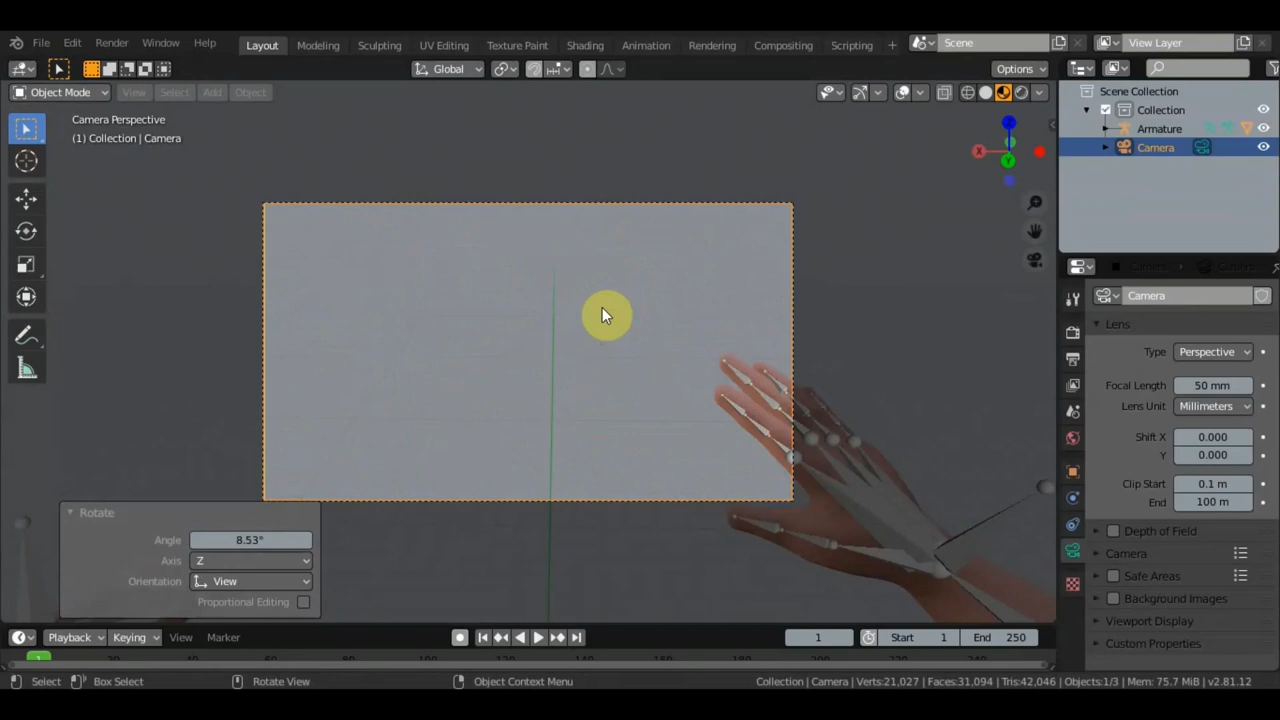 File Edit Render Window Help Layout Modeling Sculpting UV Editing Texture Paint Shading Animation Rendering Compositing Scripting + Scene View Layer
Global Options
Object Mode View Select Add Object
Camera Perspective
(1) Collection | Camera
Z
X
Y
Scene Collection
Collection
Armature
Camera
Camera
Lens
Type Perspective
Focal Length 50 mm
Lens Unit Millimeters
Shift X 0.000
Y 0.000
Clip Start 0.1 m
End 100 m
Depth of Field
Camera
Safe Areas
Background Images
Viewport Display
Custom Properties
Rotate
Angle 8.53°
Axis Z
Orientation View
Proportional Editing
Playback Keying View Marker 1 Start 1 End 250
1
Select Box Select Rotate View Object Context Menu Collection | Camera | Verts:21,027 | Faces:31,094 | Tris:42,046 | Objects:1/3 | Mem: 75.7 MiB | v2.81.12